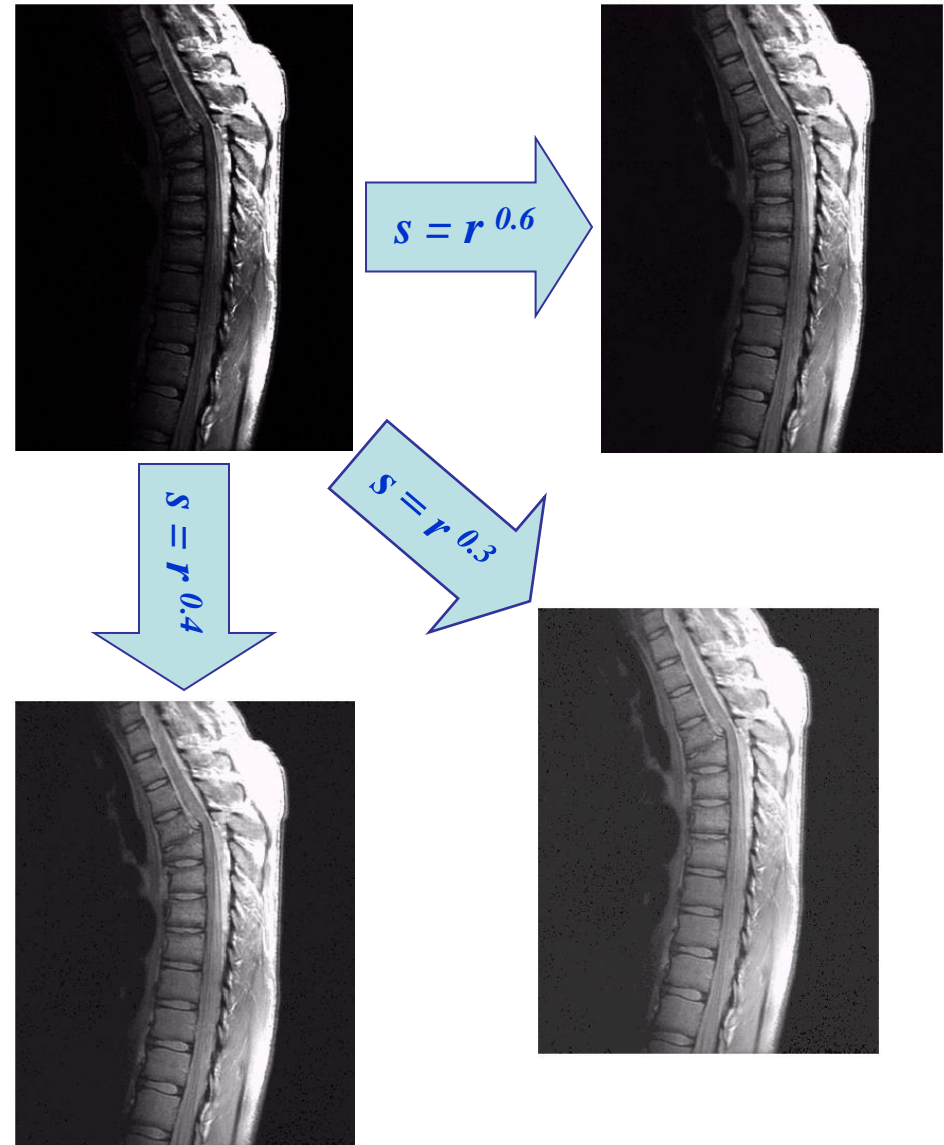 s = r 0.6
s = r 0.3
s = r 0.4